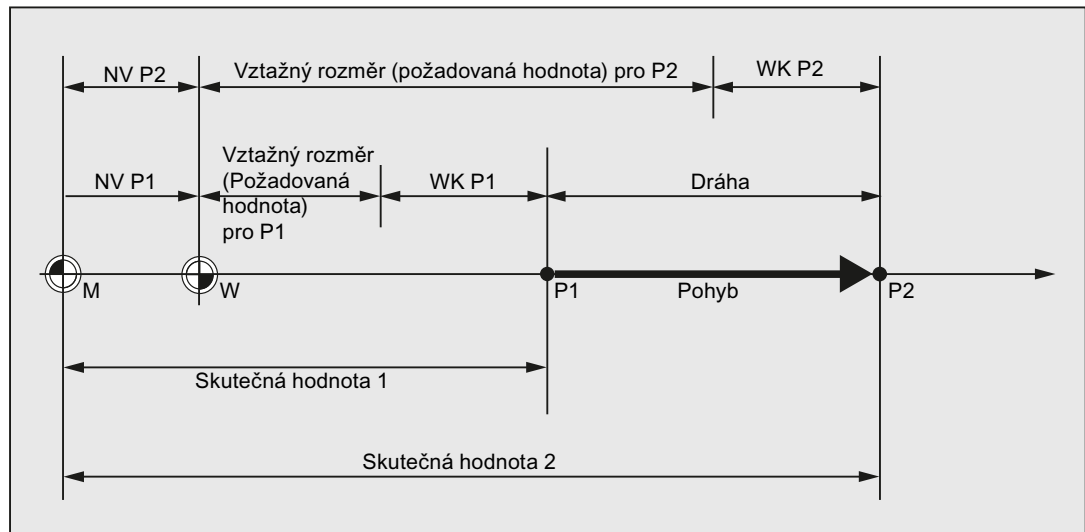 NV P2
Vztažný rozměr (požadovaná hodnota) pro P2
WK P2
NV P1
Vztažný rozměr
(Požadovaná
hodnota)
pro P1
WK P1
Dráha
M
W
P1
Pohyb
P2
Skutečná hodnota 1
Skutečná hodnota 2